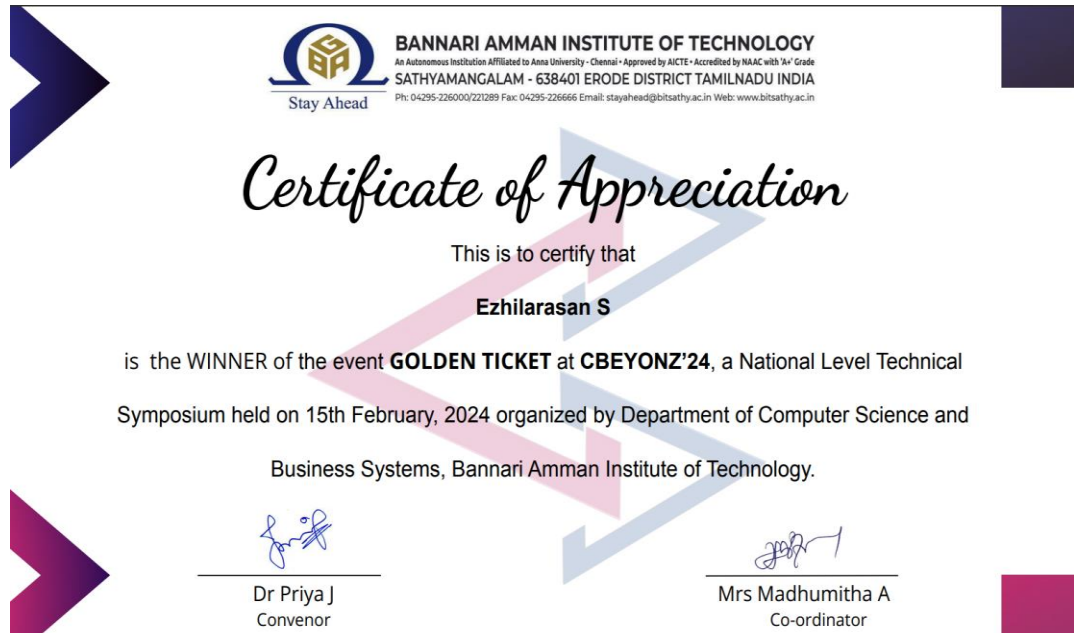 BANNARI AMMAN INSTITUTE OF TECHNOLOGY
An Autonomous Institution Affiliated to Anna University - Chennai • Approved by AICTE • Accredited by NAAC with 'A+' Grade
SATHYAMANGALAM - 638401 ERODE DISTRICT TAMILNADU INDIA
Ph: 04295-226000/221289 Fax: 04295-226666 Email: stayahead@bitsathy.ac.in Web: www.bitsathy.ac.in
Stay Ahead
Certificate of Appreciation
This is to certify that
Ezhilarasan S
is the WINNER of the event GOLDEN TICKET at CBEYONZ'24, a National Level Technical
Symposium held on 15th February, 2024 organized by Department of Computer Science and
Business Systems, Bannari Amman Institute of Technology.
Dr Priya J
Convenor
Mrs Madhumitha A
Co-ordinator